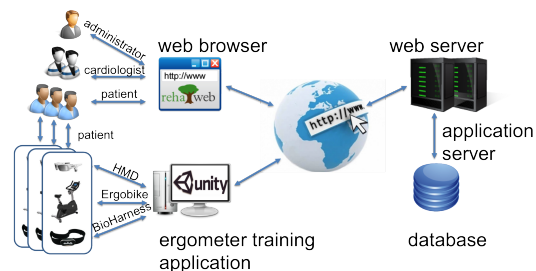 administrator
web browser
web server
cardiologist
http://www
patient
reha web
http://www
patient
application
server
HMD
unity
Ergobike
BioHarness
ergometer training
application
database